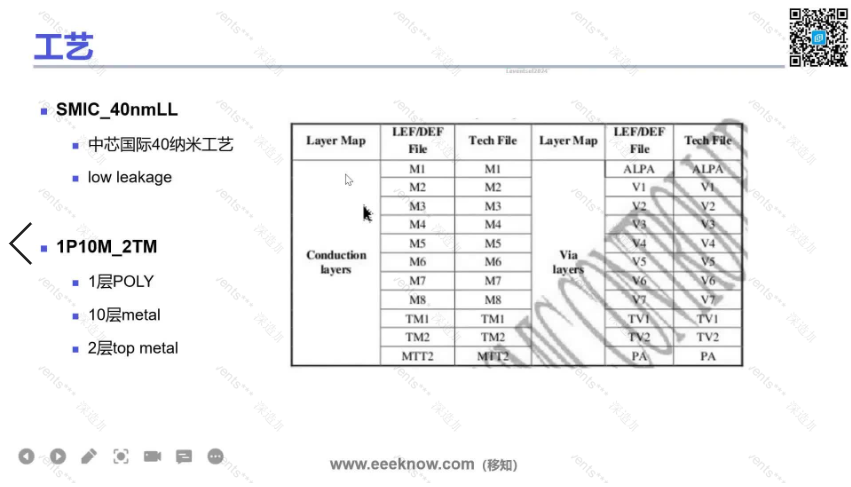 工艺
SMIC_40nmLL
中芯国际40纳米工艺
low leakage
1P10M_2TM
1层POLY
10层metal
2层top metal
Layer Map LEF/DEF File Tech File Layer Map LEF/DEF File Tech File
Conduction layers
Via layers
M1 M1 ALPA ALPA
M2 M2 V1 V1
M3 M3 V2 V2
M4 M4 V3 V3
M5 M5 V4 V4
M6 M6 V5 V5
M7 M7 V6 V6
M8 M8 V7 V7
TM1 TM1 TV1 TV1
TM2 TM2 TV2 TV2
MTT2 MTT2 PA PA
www.eeeknow.com (移知)